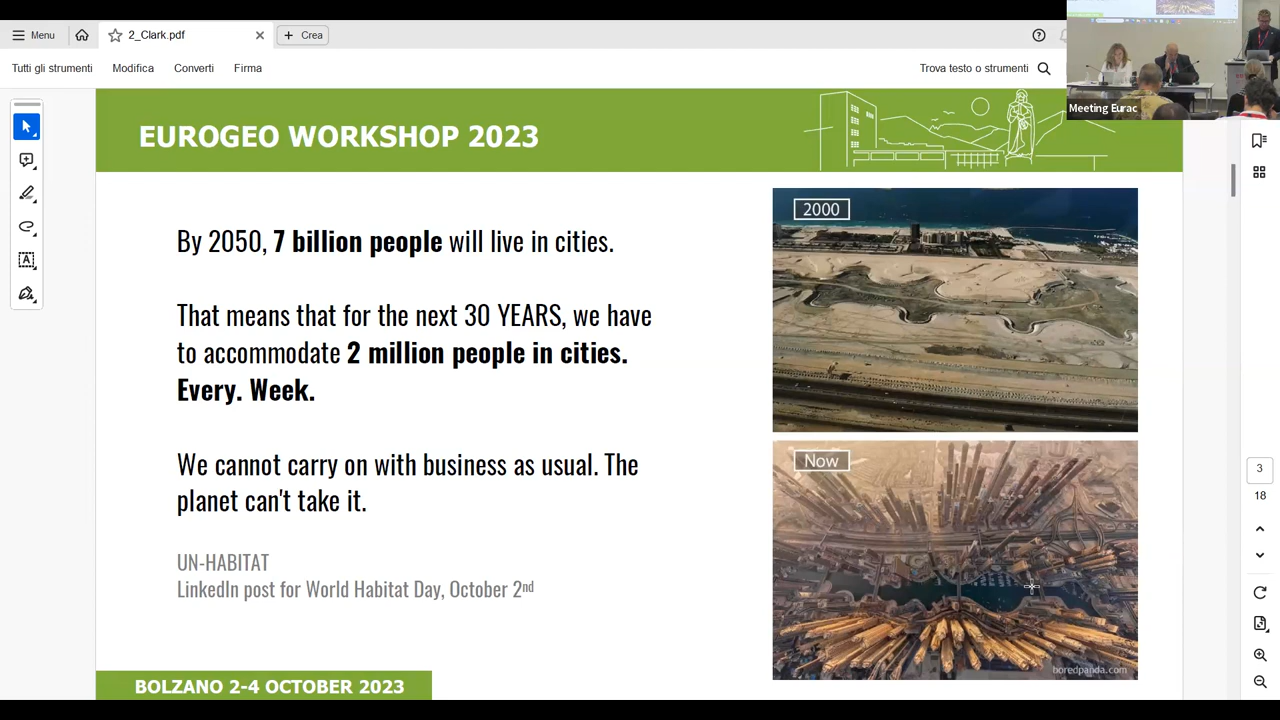 Menu
2_Clark.pdf
Crea
Tutti gli strumenti
Modifica
Converti
Firma
Trova testo o strumenti
Meeting Eurac
EUROGEO WORKSHOP 2023
By 2050, 7 billion people will live in cities.
That means that for the next 30 YEARS, we have
to accommodate 2 million people in cities.
Every. Week.
We cannot carry on with business as usual. The
planet can't take it.
UN-HABITAT
LinkedIn post for World Habitat Day, October 2nd
2000
Now
boredpanda.com
3
18
BOLZANO 2-4 OCTOBER 2023